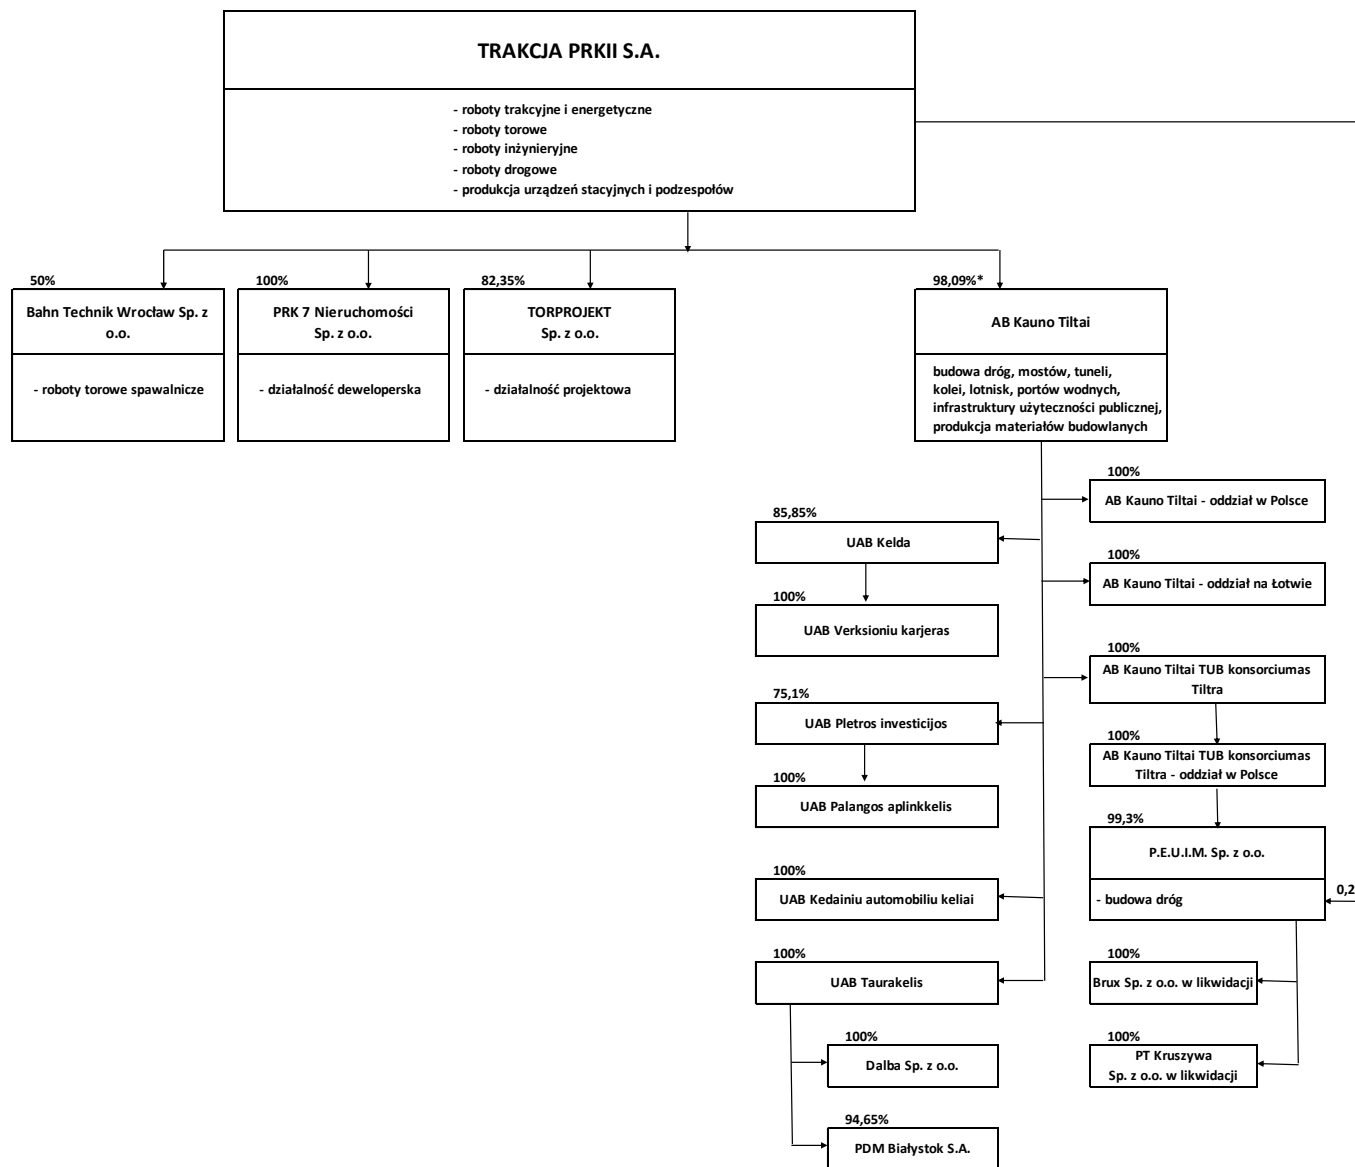 TRAKCJA PRKII S.A.
- roboty trakcyjne i energetyczne
- roboty torowe
- roboty inżynieryjne
- roboty drogowe
- produkcja urządzeń stacyjnych i podzespołów
50%
Bahn Technik Wrocław Sp. z
o.o.
- roboty torowe spawalnicze
100%
PRK 7 Nieruchomości
Sp. z o.o.
- działalność deweloperska
82,35%
TORPROJEKT
Sp. z o.o.
- działalność projektowa
98,09%*
AB Kauno Tiltai
budowa dróg, mostów, tuneli,
kolei, lotnisk, portów wodnych,
infrastruktury użyteczności publicznej,
produkcja materiałów budowlanych
100%
AB Kauno Tiltai - oddział w Polsce
85,85%
UAB Kelda
100%
AB Kauno Tiltai - oddział na Łotwie
100%
UAB Verksioniu karjeras
100%
AB Kauno Tiltai TUB konsorciumas
Tiltra
75,1%
UAB Pletros investicijos
100%
AB Kauno Tiltai TUB konsorciumas
Tiltra - oddział w Polsce
100%
UAB Palangos aplinkkelis
99,3%
P.E.U.I.M. Sp. z o.o.
- budowa dróg
0,2
100%
UAB Kedainiu automobiliu keliai
100%
UAB Taurakelis
100%
Brux Sp. z o.o. w likwidacji
100%
Dalba Sp. z o.o.
100%
PT Kruszywa
Sp. z o.o. w likwidacji
94,65%
PDM Białystok S.A.